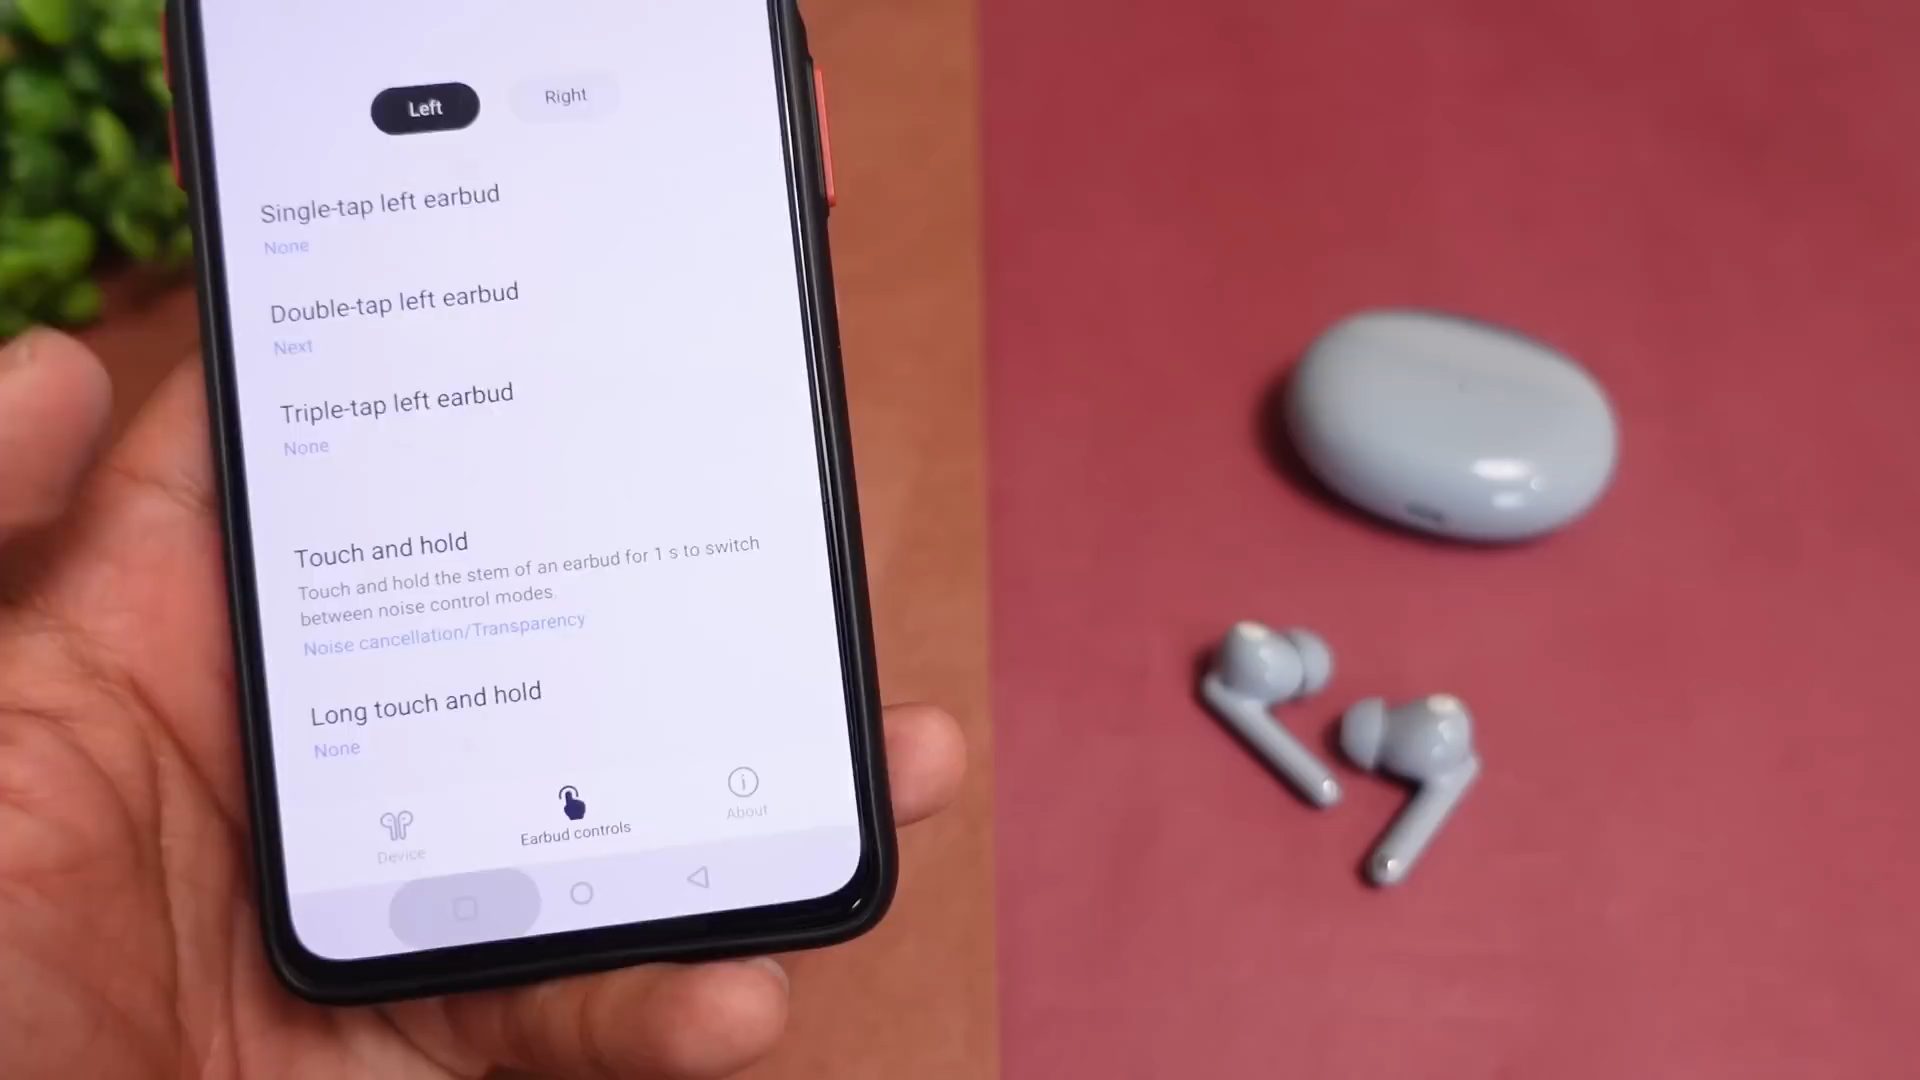 Left
Right
Single-tap left earbud
None
Double-tap left earbud
Next
Triple-tap left earbud
None
Touch and hold
Touch and hold the stem of an earbud for 1 s to switch
between noise control modes.
Noise cancellation/Transparency
Long touch and hold
None
Device
Earbud controls
About